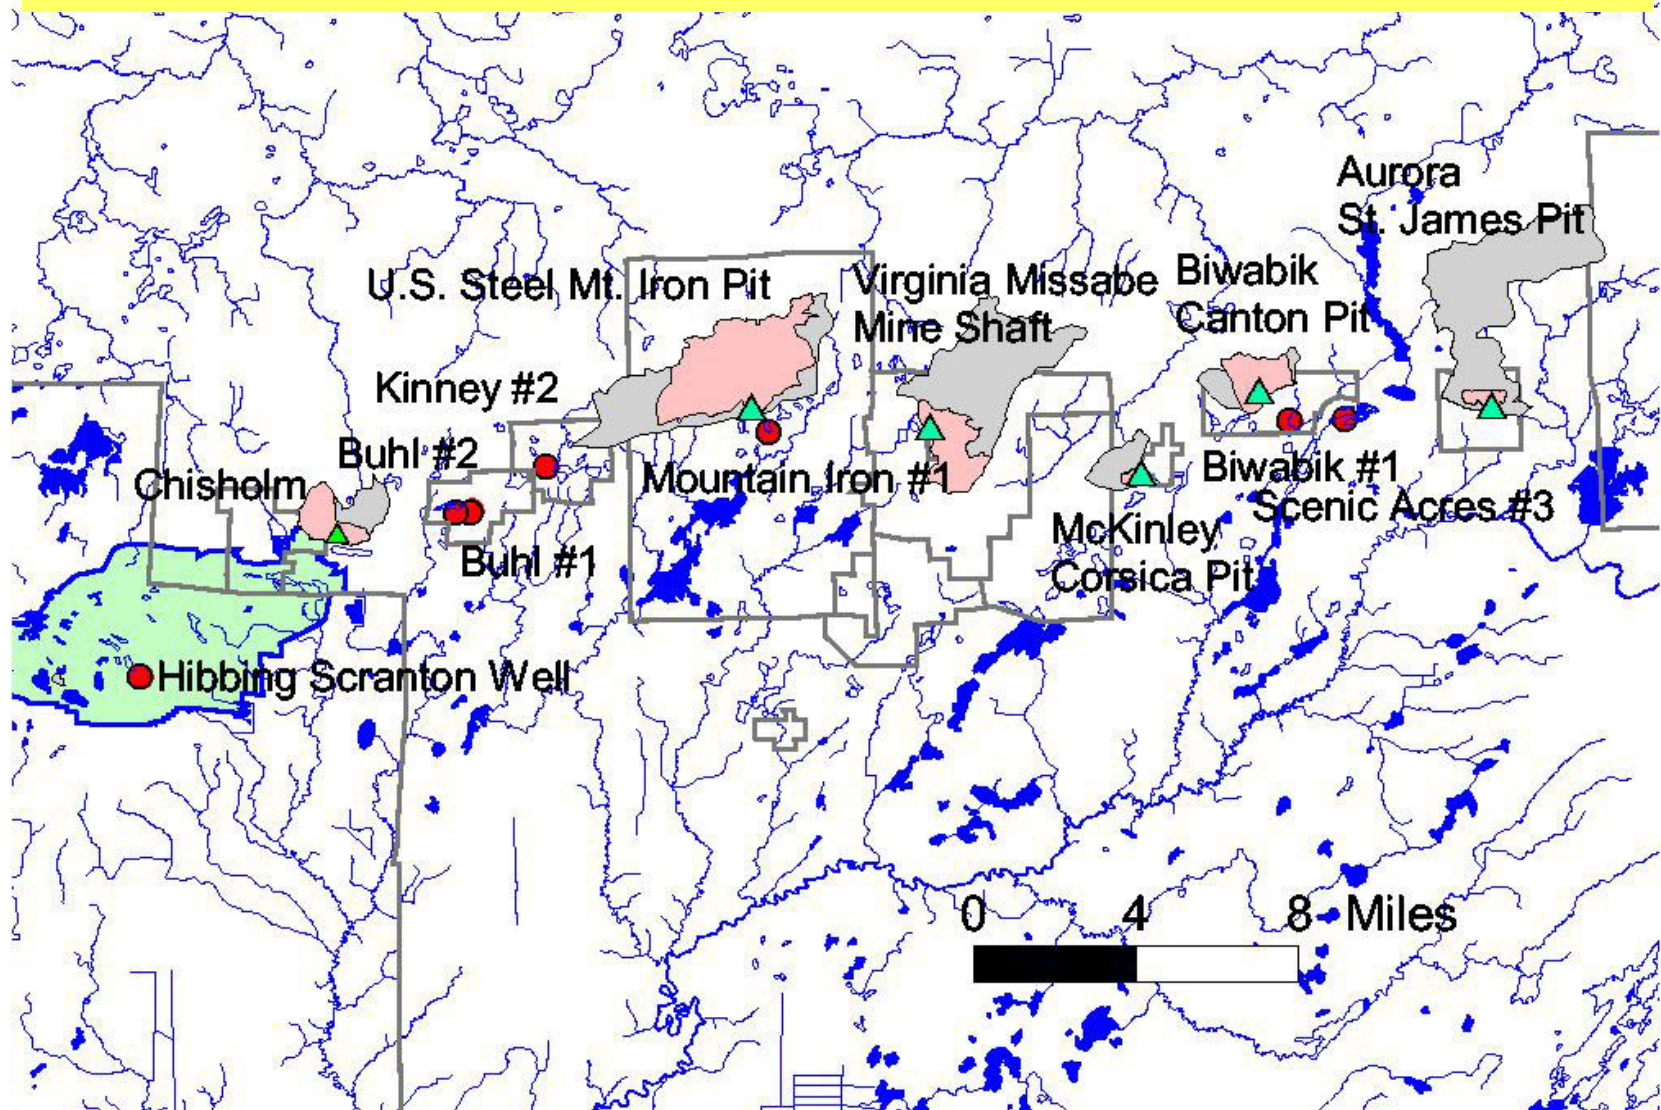 Aurora
St. James Pit
U.S. Steel Mt. Iron Pit
Virginia Missabe
Mine Shaft
Biwabik
Canton Pit
Kinney #2
Buhl #2
Chisholm
Mountain Iron #1
Biwabik #1
Scenic Acres #3
McKinley
Corsica Pit
Buhl #1
Hibbing Scranton Well
0 4 8 Miles